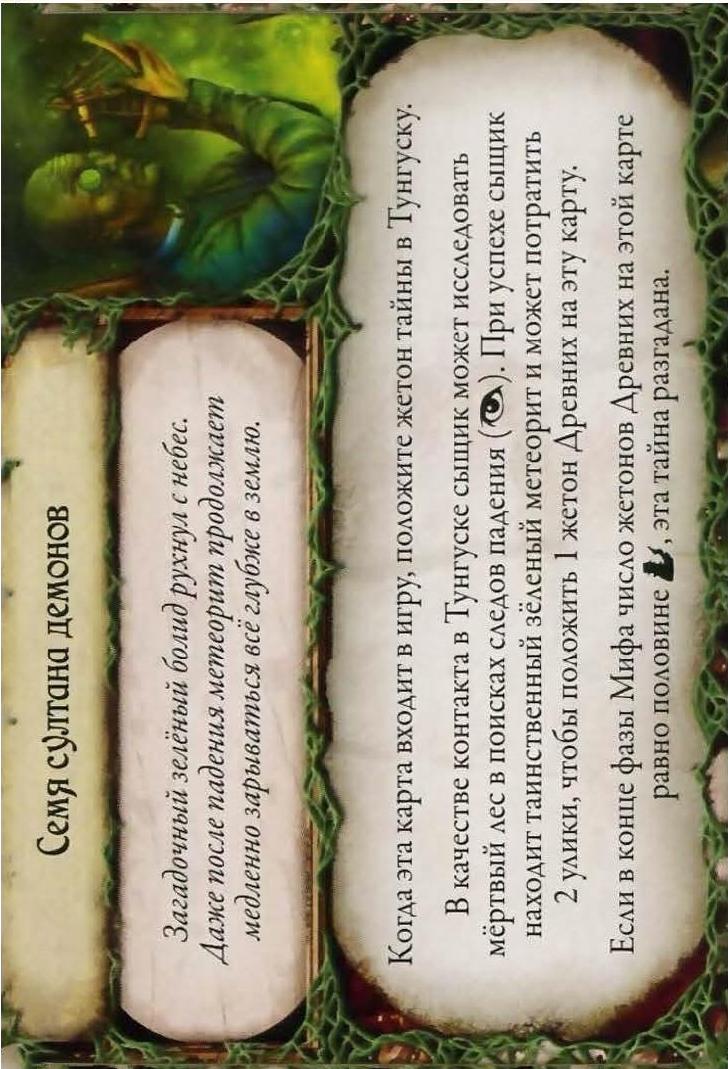 Семя султана демонов
Загадочный зелёный болид рухнул с небес.
Даже после падения метеорит продолжает
медленно зарываться всё глубже в землю.
Когда эта карта входит в игру, положите жетон тайны в Тунгуску.
В качестве контакта в Тунгуске сыщик может исследовать
мёртвый лес в поисках следов падения (). При успехе сыщик
находит таинственный зёленый метеорит и может потратить
2 улики, чтобы положить 1 жетон Древних на эту карту.
Если в конце фазы Мифа число жетонов Древних на этой карте
равно половине , эта тайна разгадана.